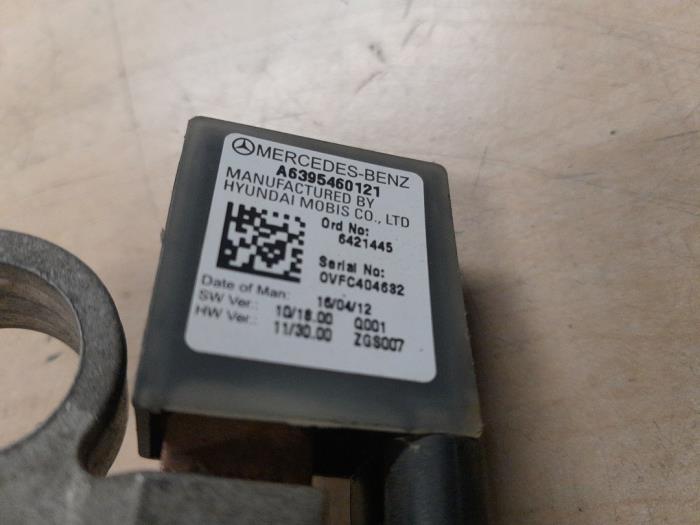 MERCEDES-BENZ
A6395460121
MANUFACTURED BY
HYUNDAI MOBIS CO., LTD
Ord No:
6421445
Serial No:
0VFC404632
Date of Man: 16/04/12
SW Ver.: 10/18.00 Q001
HW Ver.: 11/30.00 ZGS007